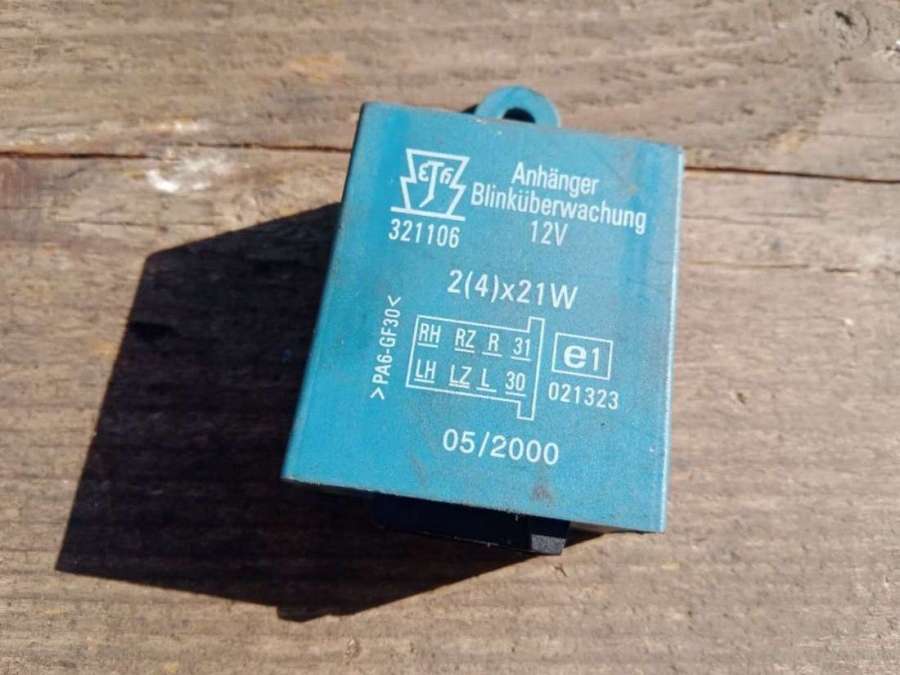 Anhänger
Blinküberwachung
12V
321106
2(4)x21W
>PA6-GF30<
RH RZ R 31
LH LZ L 30
e1
021323
05/2000